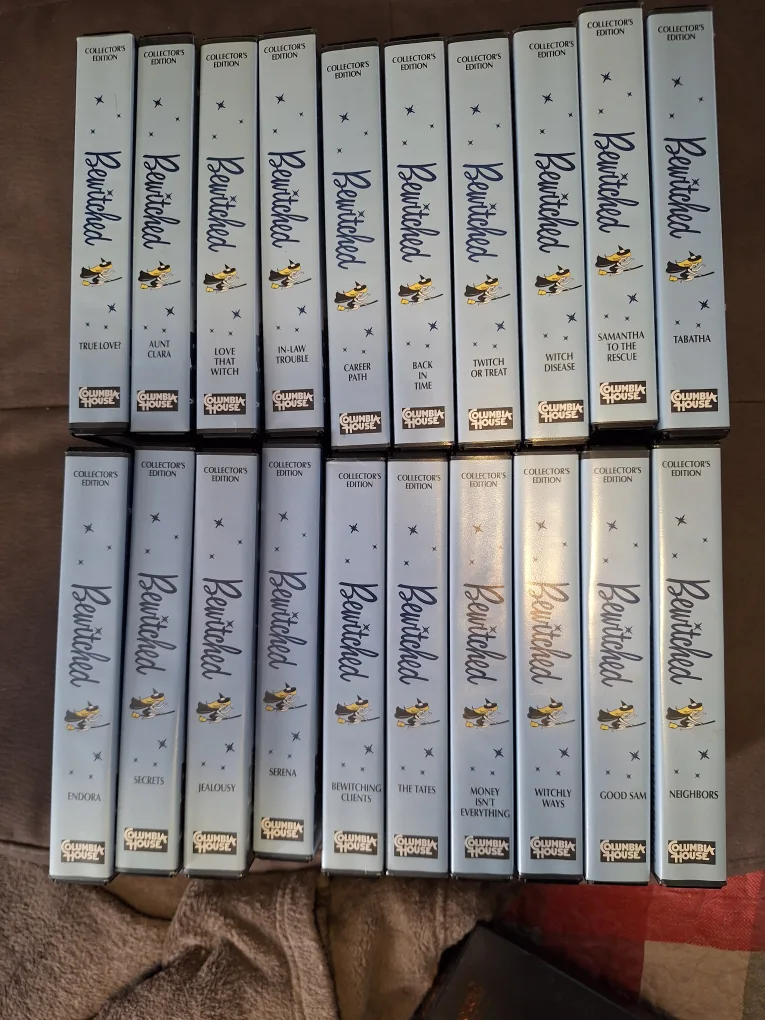 COLLECTOR'S
EDITION
Bewitched
TRUE LOVE?
COLUMBIA
HOUSE
COLLECTOR'S
EDITION
Bewitched
AUNT
CLARA
COLUMBIA
HOUSE
COLLECTOR'S
EDITION
Bewitched
LOVE
THAT
WITCH
COLUMBIA
HOUSE
COLLECTOR'S
EDITION
Bewitched
IN-LAW
TROUBLE
COLUMBIA
HOUSE
COLLECTOR'S
EDITION
Bewitched
CAREER
PATH
COLUMBIA
HOUSE
COLLECTOR'S
EDITION
Bewitched
BACK
IN
TIME
COLUMBIA
HOUSE
COLLECTOR'S
EDITION
Bewitched
TWITCH
OR TREAT
COLUMBIA
HOUSE
COLLECTOR'S
EDITION
Bewitched
WITCH
DISEASE
COLUMBIA
HOUSE
COLLECTOR'S
EDITION
Bewitched
SAMANTHA
TO THE
RESCUE
COLUMBIA
HOUSE
COLLECTOR'S
EDITION
Bewitched
TABATHA
COLUMBIA
HOUSE
COLLECTOR'S
EDITION
Bewitched
ENDORA
COLUMBIA
HOUSE
COLLECTOR'S
EDITION
Bewitched
SECRETS
COLUMBIA
HOUSE
COLLECTOR'S
EDITION
Bewitched
JEALOUSY
COLUMBIA
HOUSE
COLLECTOR'S
EDITION
Bewitched
SERENA
COLUMBIA
HOUSE
COLLECTOR'S
EDITION
Bewitched
BEWITCHING
CLIENTS
COLUMBIA
HOUSE
COLLECTOR'S
EDITION
Bewitched
THE TATES
COLUMBIA
HOUSE
COLLECTOR'S
EDITION
Bewitched
MONEY
ISN'T
EVERYTHING
COLUMBIA
HOUSE
COLLECTOR'S
EDITION
Bewitched
WITCHLY
WAYS
COLUMBIA
HOUSE
COLLECTOR'S
EDITION
Bewitched
GOOD SAM
COLUMBIA
HOUSE
COLLECTOR'S
EDITION
Bewitched
NEIGHBORS
COLUMBIA
HOUSE